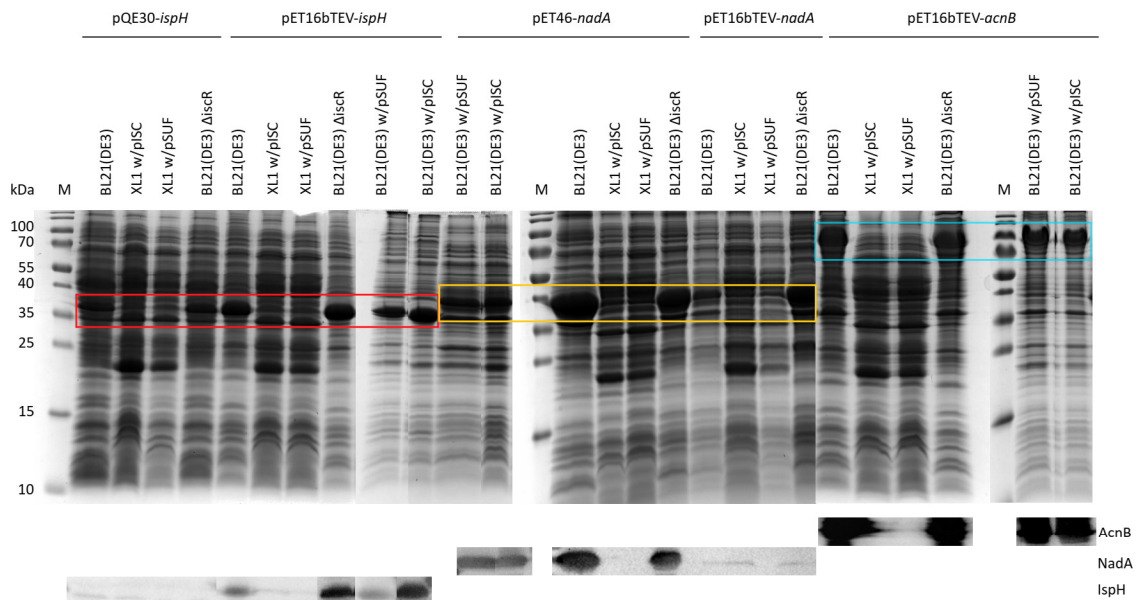 pQE30-ispH pET16bTEV-ispH pET46-nadA pET16bTEV-nadA pET16bTEV-acnB
kDa M BL21(DE3) XL1 w/pISC XL1 w/pSUF BL21(DE3) ΔiscR BL21(DE3) XL1 w/pISC XL1 w/pSUF BL21(DE3) ΔiscR BL21(DE3) w/pSUF BL21(DE3) w/pISC BL21(DE3) w/pSUF BL21(DE3) w/pISC M BL21(DE3) XL1 w/pISC XL1 w/pSUF BL21(DE3) ΔiscR BL21(DE3) XL1 w/pISC XL1 w/pSUF BL21(DE3) ΔiscR BL21(DE3) XL1 w/pISC XL1 w/pSUF BL21(DE3) ΔiscR M BL21(DE3) w/pSUF BL21(DE3) w/pISC
100
70
55
40
35
25
15
10
AcnB
NadA
IspH